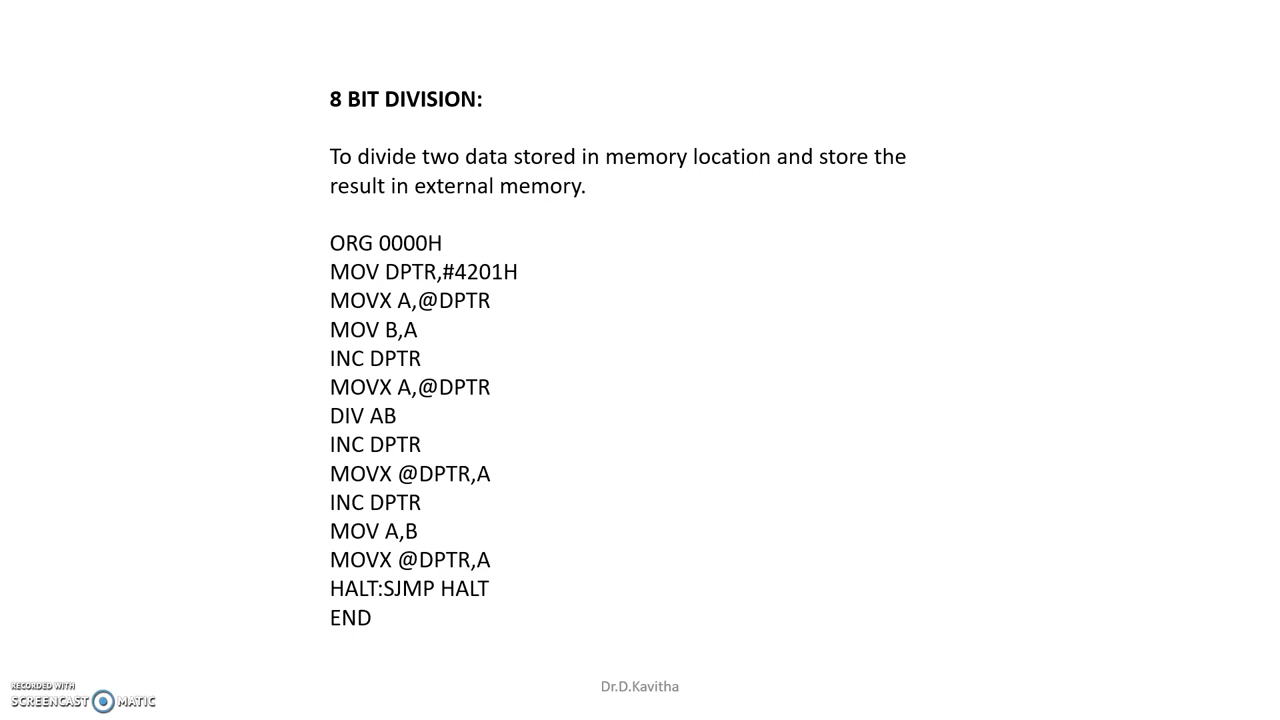 8 BIT DIVISION:
To divide two data stored in memory location and store the
result in external memory.
ORG 0000H
MOV DPTR,#4201H
MOVX A,@DPTR
MOV B,A
INC DPTR
MOVX A,@DPTR
DIV AB
INC DPTR
MOVX @DPTR,A
INC DPTR
MOV A,B
MOVX @DPTR,A
HALT:SJMP HALT
END
RECORDED WITH
SCREENCAST MATIC
Dr.D.Kavitha